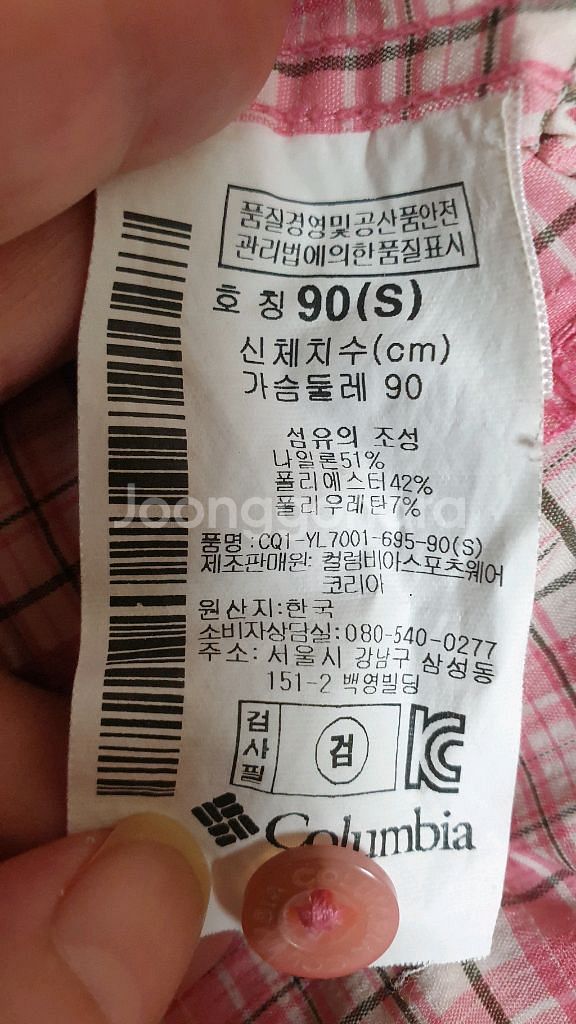 품질경영및공산품안전
관리법에의한품질표시
호 칭 90(S)
신체치수(cm)
가슴둘레 90
섬유의 조성
나일론51%
폴리에스터42%
폴리우레탄7%
품명:CQ1-YL7001-695-90(S)
제조판매원: 컬럼비아스포츠웨어
코리아
원산지:한국
소비자상담실:080-540-0277
주소: 서울시 강남구 삼성동
151-2 백영빌딩
검사필 검 KC
Columbia
Joonggonara